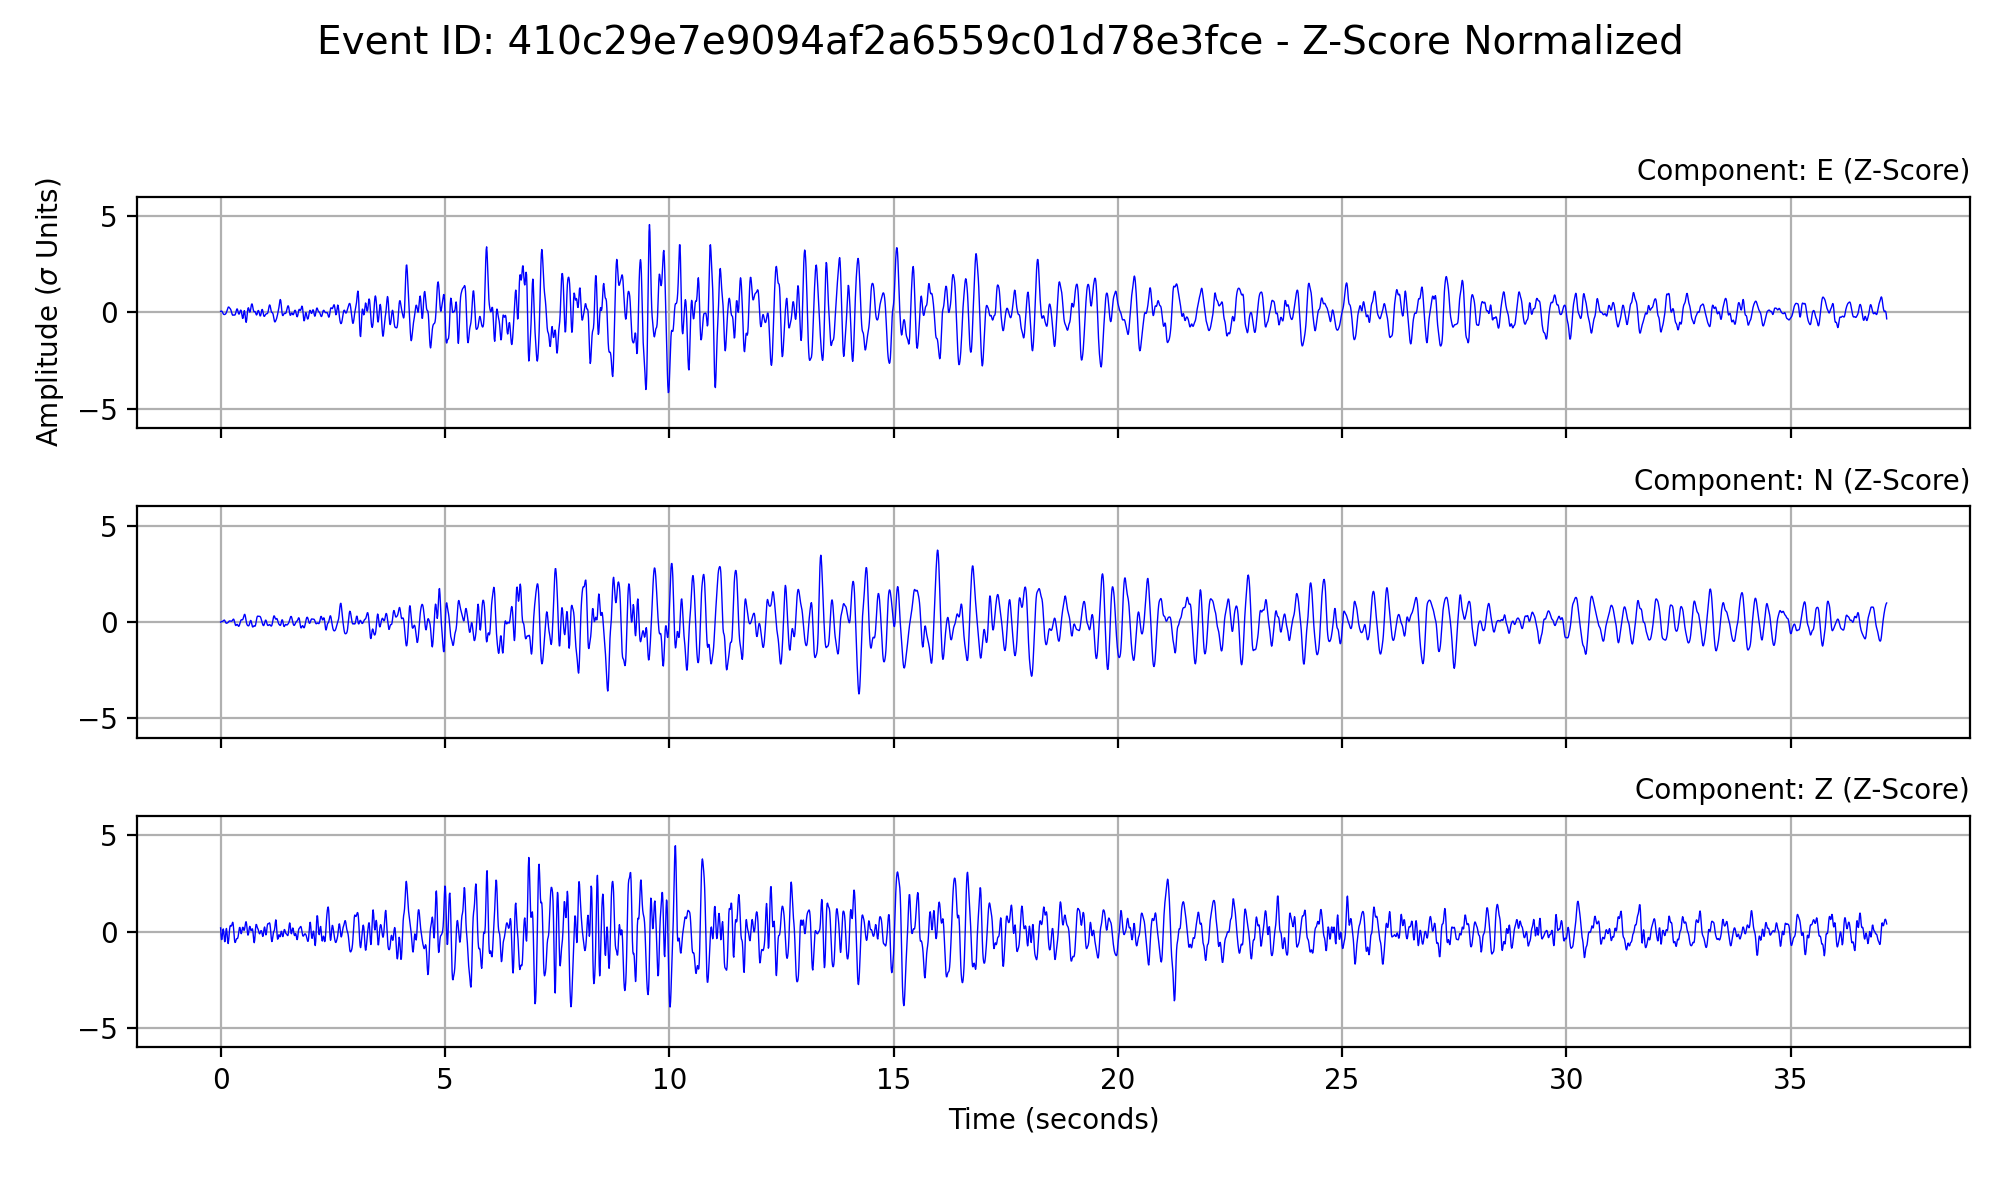 Event ID: 410c29e7e9094af2a6559c01d78e3fce - Z-Score Normalized
Component: E (Z-Score)
Amplitude (σ Units)
5
0
−5
Component: N (Z-Score)
5
0
−5
Component: Z (Z-Score)
5
0
−5
0 5 10 15 20 25 30 35
Time (seconds)